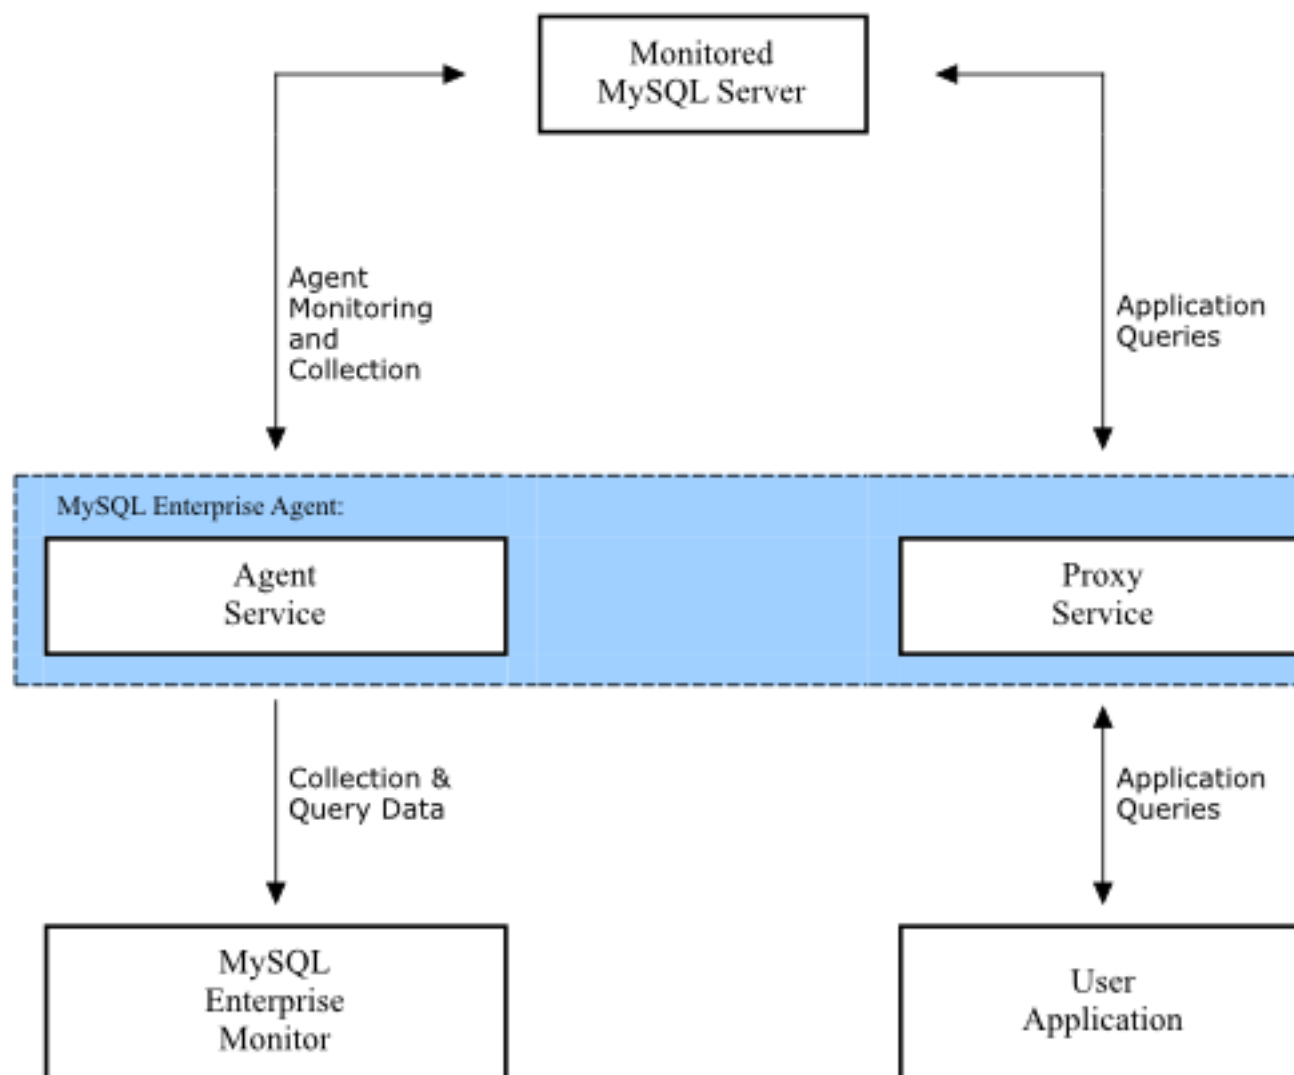 Monitored
MySQL Server
Agent
Monitoring
and
Collection
Application
Queries
MySQL Enterprise Agent:
Agent
Service
Proxy
Service
Collection &
Query Data
Application
Queries
MySQL
Enterprise
Monitor
User
Application